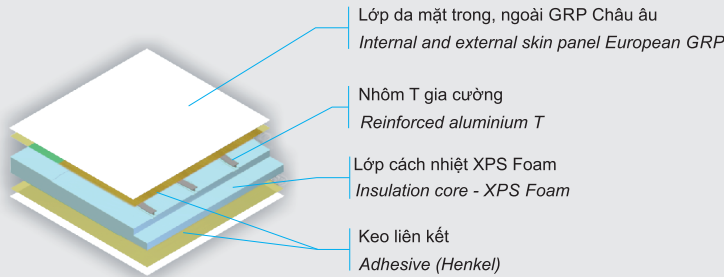 Lớp da mặt trong, ngoài GRP Châu âu
Internal and external skin panel European GRP
Nhôm T gia cường
Reinforced aluminium T
Lớp cách nhiệt XPS Foam
Insulation core - XPS Foam
Keo liên kết
Adhesive (Henkel)